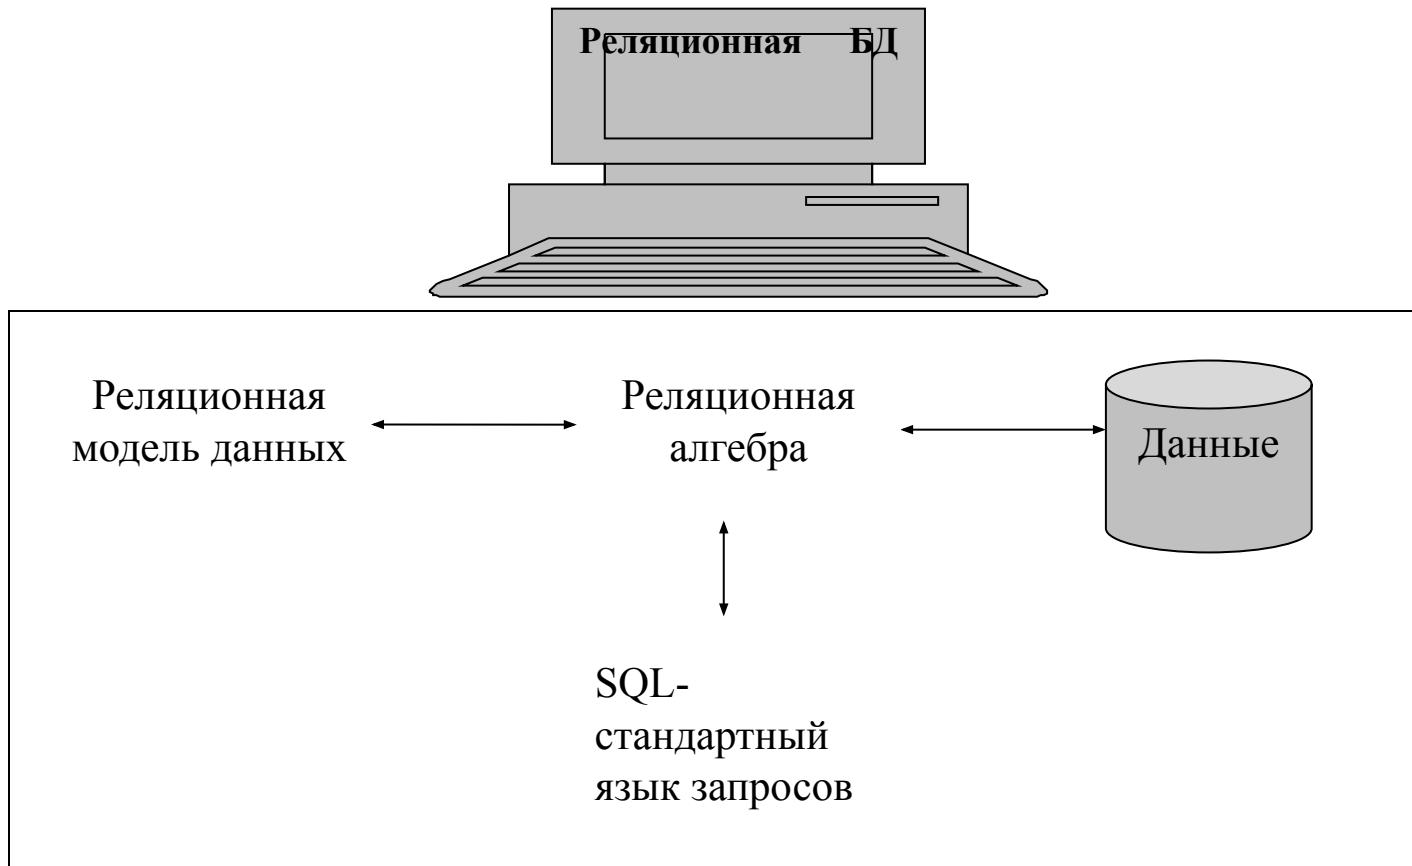 Реляционная БД
Реляционная
модель данных
Реляционная
алгебра
Данные
SQL-
стандартный
язык запросов